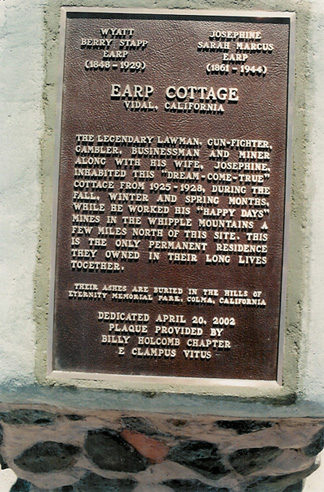 WYATT JOSEPHINE
BERRY STAPP SARAH MARCUS
EARP EARP
(1848 - 1929) (1861 - 1944)
EARP COTTAGE
VIDAL, CALIFORNIA
THE LEGENDARY LAWMAN, GUN-FIGHTER,
GAMBLER, BUSINESSMAN AND MINER
ALONG WITH HIS WIFE, JOSEPHINE,
INHABITED THIS "DREAM-COME-TRUE"
COTTAGE FROM 1925-1928, DURING THE
FALL, WINTER AND SPRING MONTHS,
WHILE HE WORKED HIS "HAPPY DAYS"
MINES IN THE WHIPPLE MOUNTAINS A
FEW MILES NORTH OF THIS SITE. THIS
IS THE ONLY PERMANENT RESIDENCE
THEY OWNED IN THEIR LONG LIVES
TOGETHER.
THEIR ASHES ARE BURIED IN THE HILLS OF
ETERNITY MEMORIAL PARK, COLMA, CALIFORNIA
DEDICATED APRIL 20, 2002
PLAQUE PROVIDED BY
BILLY HOLCOMB CHAPTER
E CLAMPUS VITUS